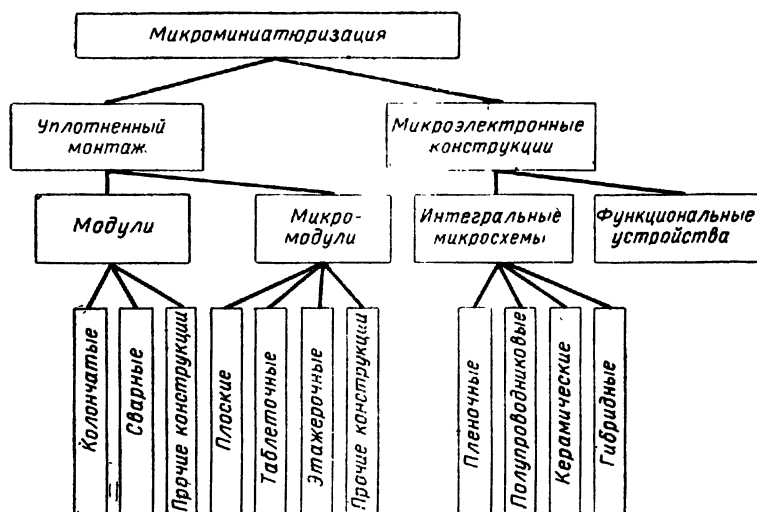 Микроминиатюризация
Уплотненный
монтаж
Микроэлектронные
конструкции
Модули
Микро-
модули
Интегральные
микросхемы
Функциональные
устройства
Колончатые
Сварные
Прочие конструкции
Плоские
Таблеточные
Этажерочные
Прочие конструкции
Пленочные
Полупроводниковые
Керамические
Гибридные